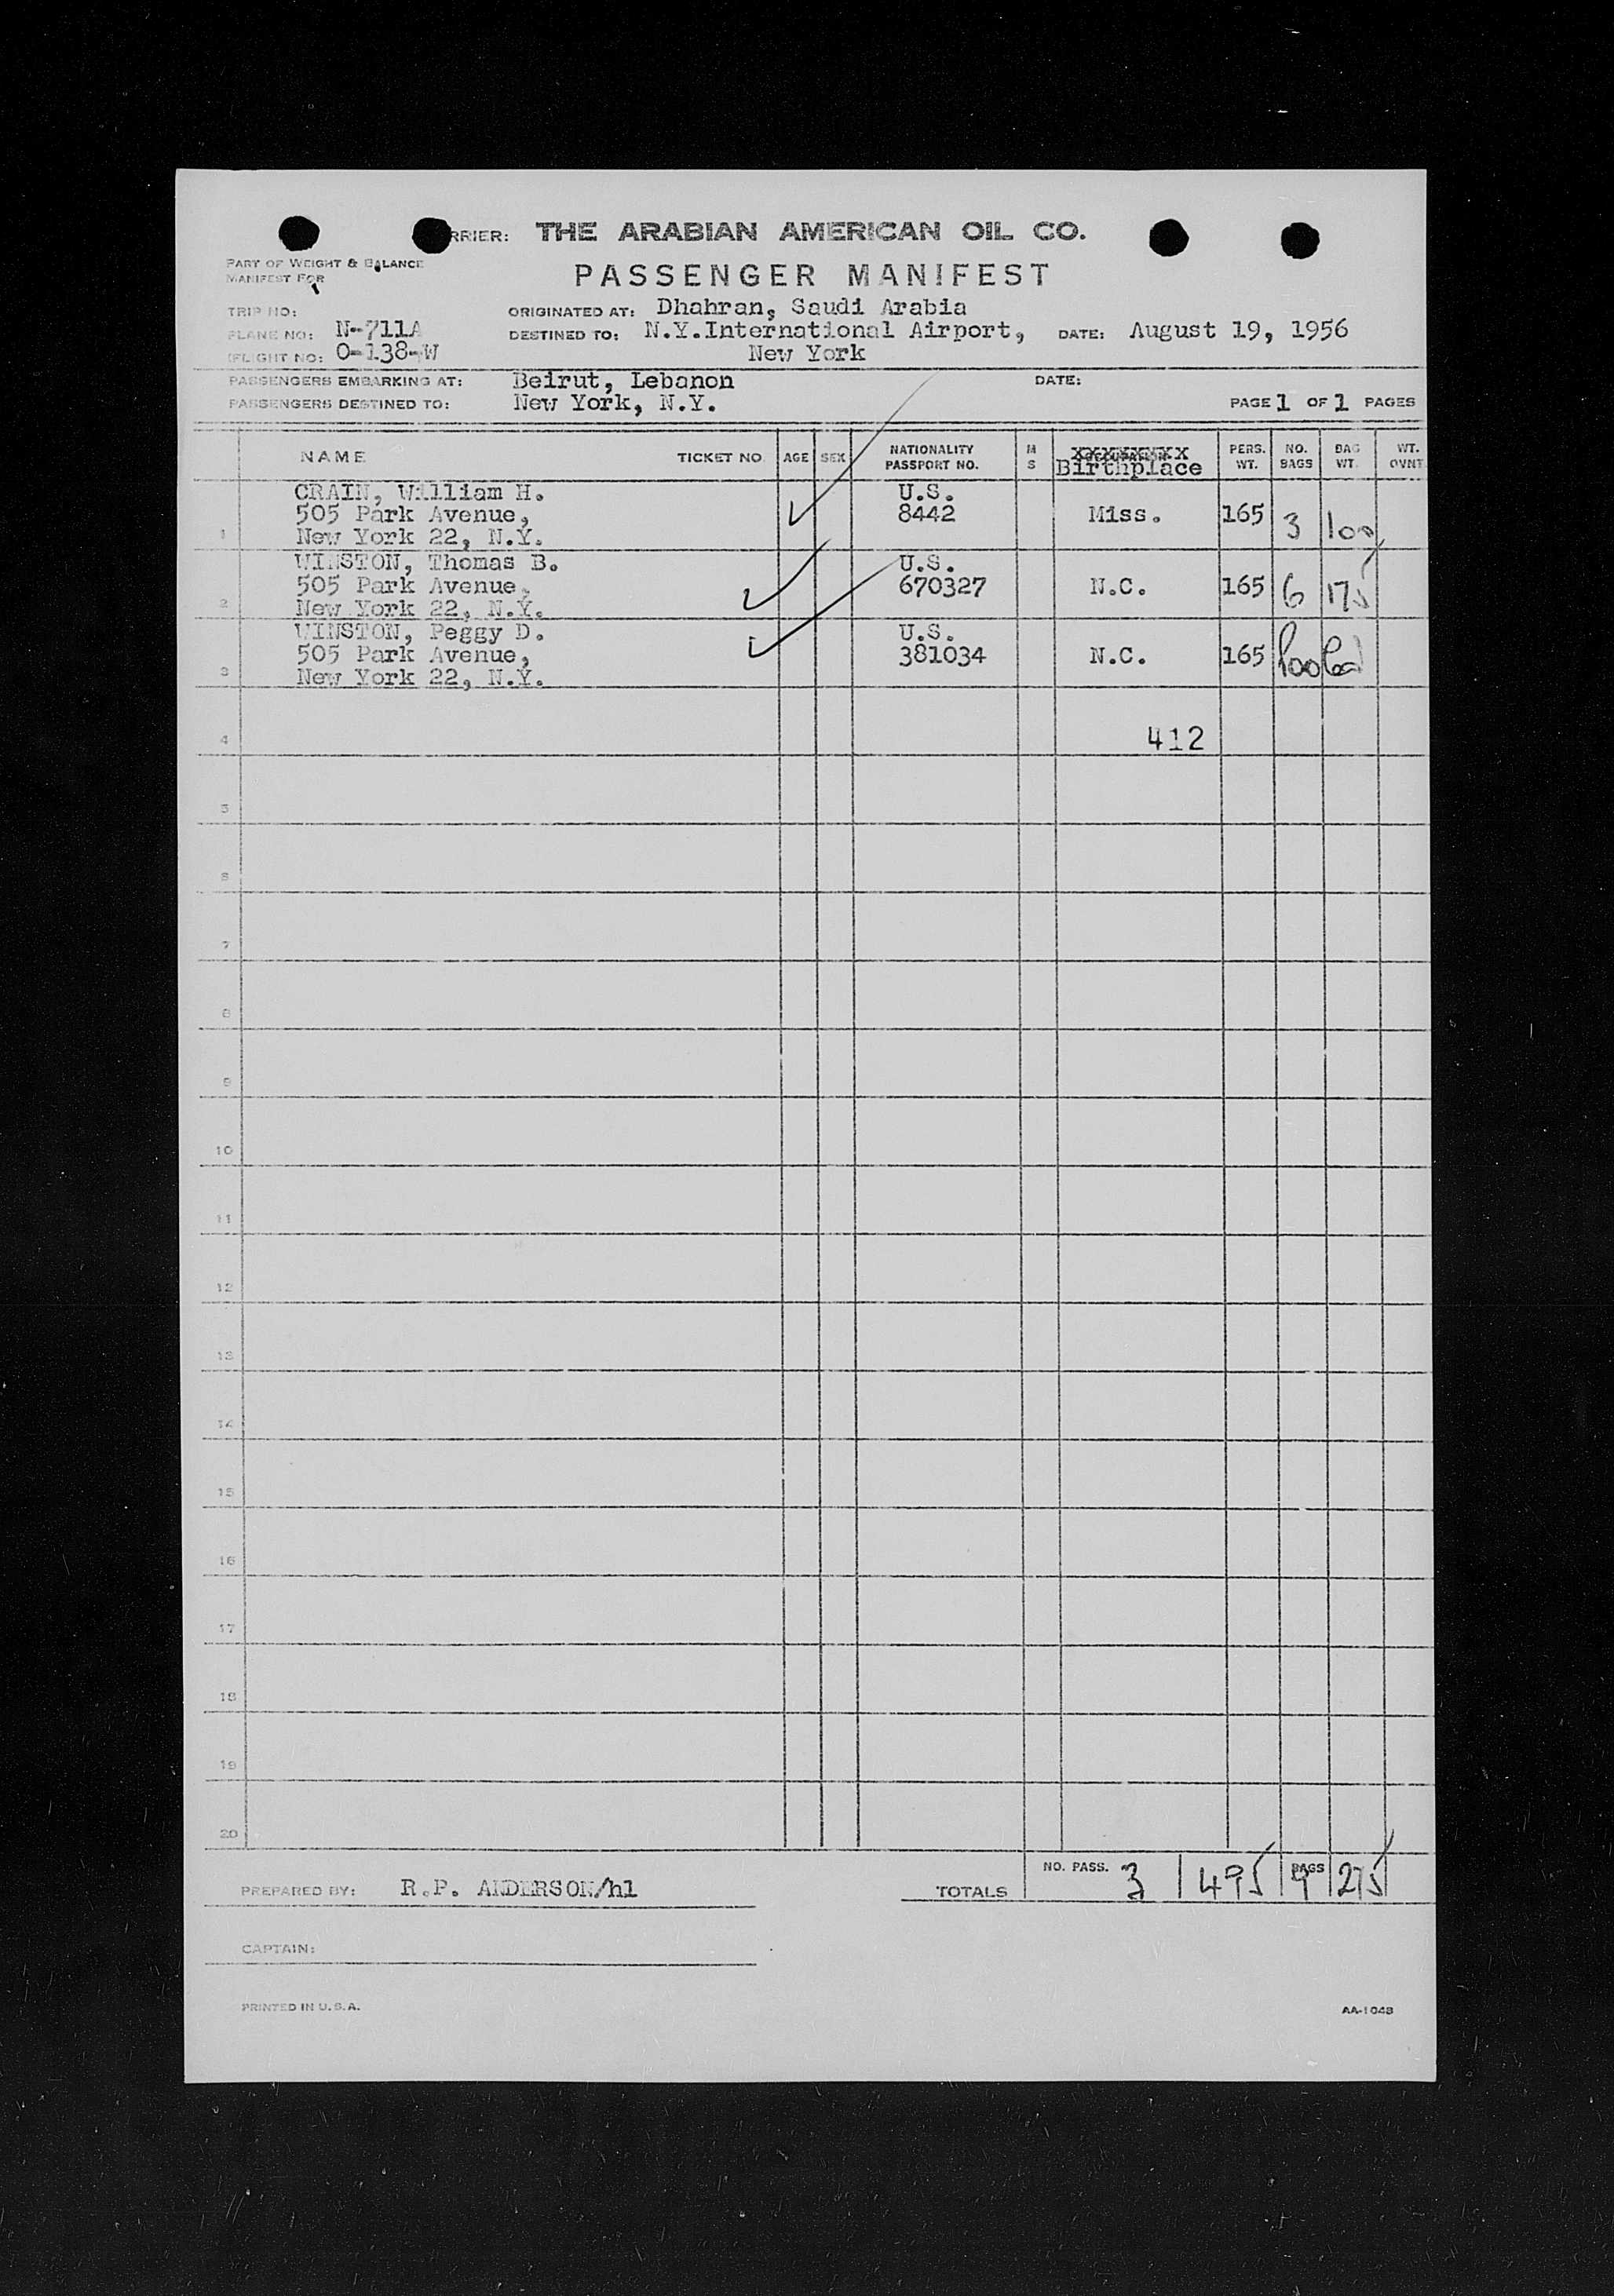 RRIER: THE ARABIAN AMERICAN OIL CO.
PART OF WEIGHT & BALANCE
MANIFEST FOR
PASSENGER MANIFEST
TRIP NO:
ORIGINATED AT: Dhahran, Saudi Arabia
PLANE NO: N-711A
DESTINED TO: N.Y.International Airport, DATE: August 19, 1956
FLIGHT NO: O-138-W
New York
PASSENGERS EMBARKING AT: Beirut, Lebanon DATE:
PASSENGERS DESTINED TO: New York, N.Y. PAGE 1 OF 1 PAGES
NAME TICKET NO. AGE SEX NATIONALITY PASSPORT NO. M S Birthplace PERS. WT. NO. BAGS BAG WT. WT. OVNT
CRAIN, William H. U.S.
505 Park Avenue, 8442 Miss. 165 3 100
1 New York 22, N.Y.
WINSTON, Thomas B. U.S.
505 Park Avenue, 670327 N.C. 165 6 175
2 New York 22, N.Y.
WINSTON, Peggy D. U.S.
505 Park Avenue, 381034 N.C. 165 Pooled
3 New York 22, N.Y.
4 412
5
6
7
8
9
10
11
12
13
14
15
16
17
18
19
20
PREPARED BY: R.P. ANDERSON/hl TOTALS NO. PASS. 3 495 BAGS 9 275
CAPTAIN:
PRINTED IN U.S.A. AA-1048